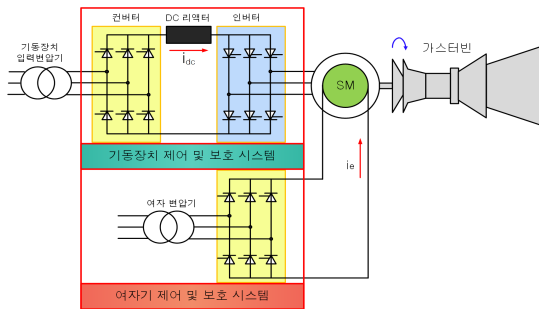 컨버터
DC 리액터
인버터
기동장치
입력변압기
idc
가스터빈
SM
기동장치 제어 및 보호 시스템
ie
여자 변압기
여자기 제어 및 보호 시스템